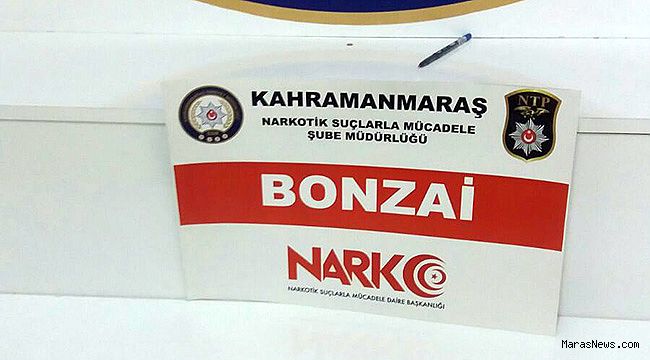 KAHRAMANMARAŞ
NARKOTİK SUÇLARLA MÜCADELE
ŞUBE MÜDÜRLÜĞÜ
NTP
BONZAİ
NARKO
NARKOTİK SUÇLARLA MÜCADELE DAİRE BAŞKANLIĞI
MarasNews.com